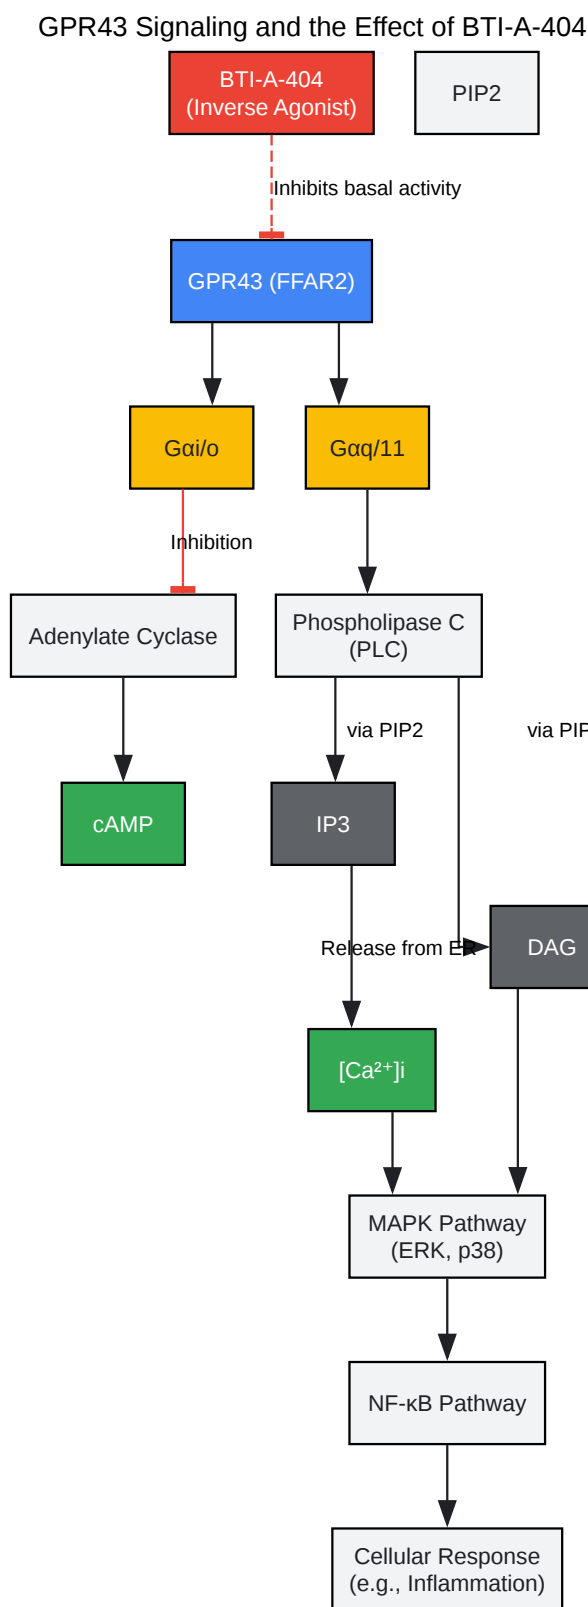 GPR43 Signaling and the Effect of BTI-A-404
BTI-A-404
(Inverse Agonist)
PIP2
Inhibits basal activity
GPR43 (FFAR2)
Gαi/o
Gαq/11
Inhibition
Adenylate Cyclase
Phospholipase C
(PLC)
via PIP2
via PIP
cAMP
IP3
Release from ER
DAG
[Ca²⁺]i
MAPK Pathway
(ERK, p38)
NF-κB Pathway
Cellular Response
(e.g., Inflammation)